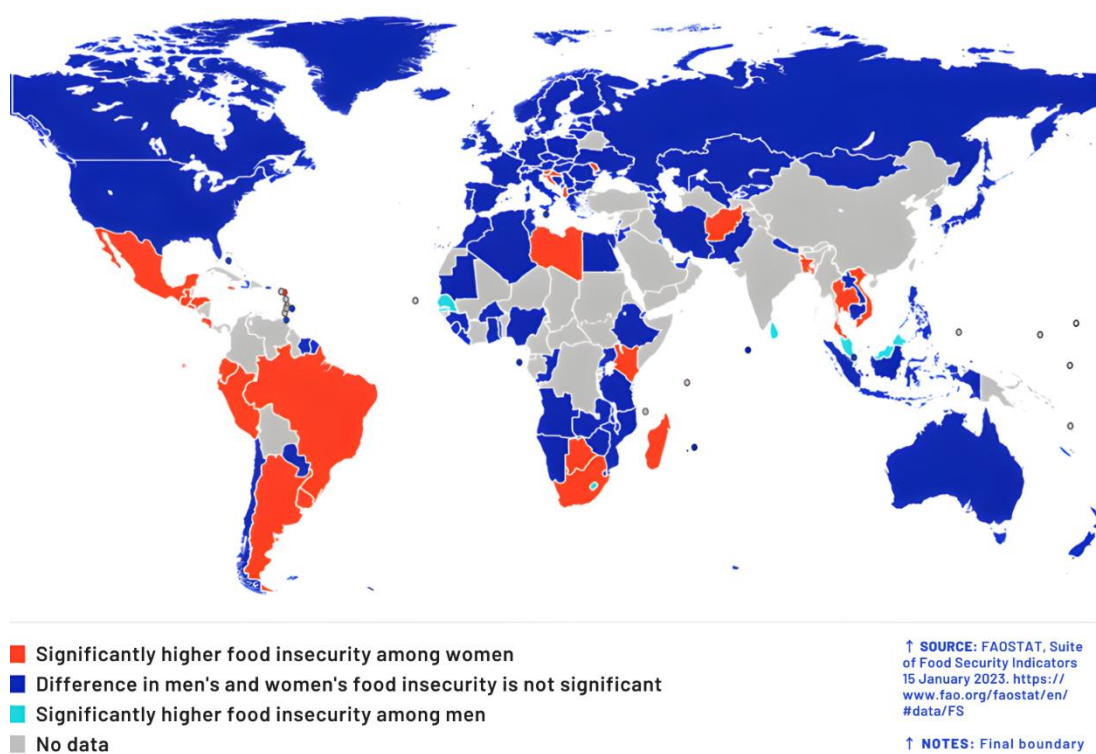 Significantly higher food insecurity among women
Difference in men's and women's food insecurity is not significant
Significantly higher food insecurity among men
No data
↑ SOURCE: FAOSTAT, Suite
of Food Security Indicators
15 January 2023. https://
www.fao.org/faostat/en/
#data/FS
↑ NOTES: Final boundary